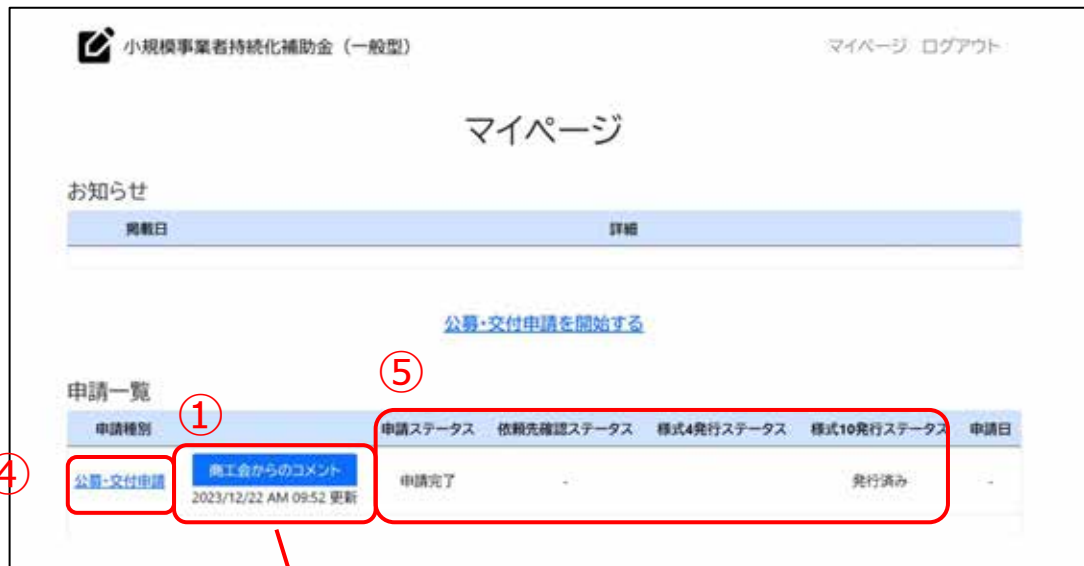 小規模事業者持続化補助金（一般型）
マイページ ログアウト
マイページ
お知らせ
掲載日 詳細
公募・交付申請を開始する
⑤
申請一覧
①
申請種別 申請ステータス 依頼先確認ステータス 様式4発行ステータス 様式10発行ステータス 申請日
④
公募・交付申請 商工会からのコメント 申請完了 - 発行済み -
2023/12/22 AM 09:52 更新